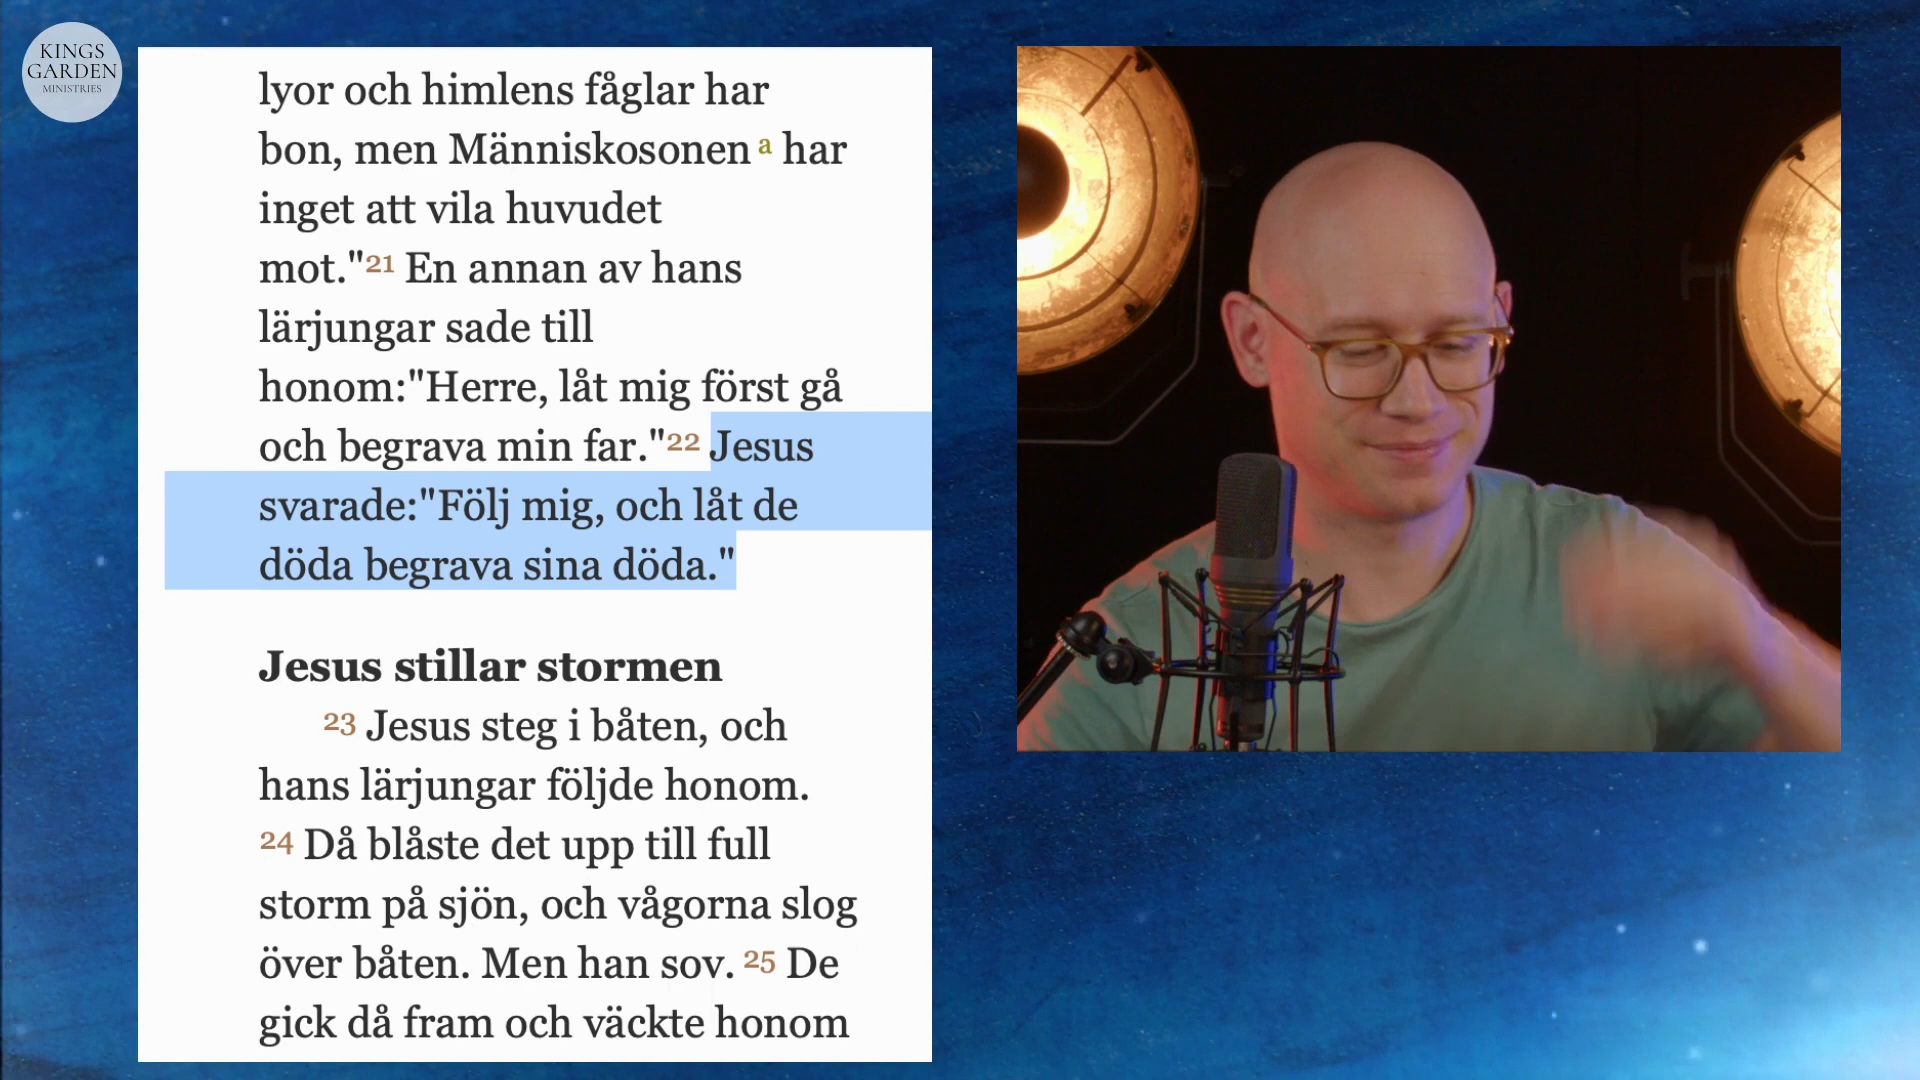 KINGS
GARDEN
MINISTRIES
lyor och himlens fåglar har
bon, men Människosonen a har
inget att vila huvudet
mot."21 En annan av hans
lärjungar sade till
honom:"Herre, låt mig först gå
och begrava min far."22 Jesus
svarade:"Följ mig, och låt de
döda begrava sina döda."
Jesus stillar stormen
23 Jesus steg i båten, och
hans lärjungar följde honom.
24 Då blåste det upp till full
storm på sjön, och vågorna slog
över båten. Men han sov. 25 De
gick då fram och väckte honom